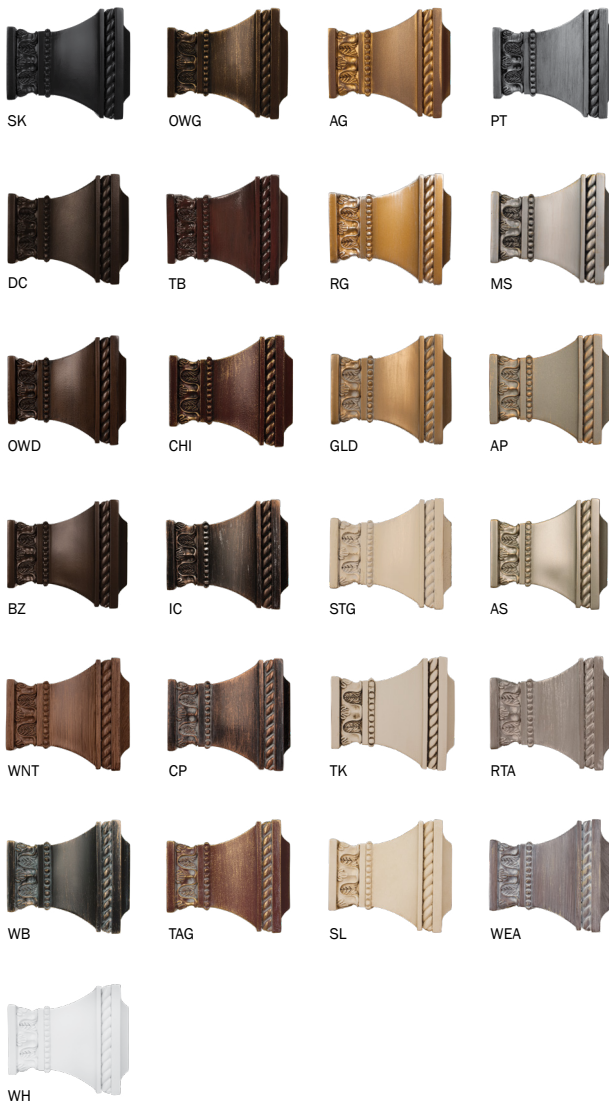 SK OWG AG PT
DC TB RG MS
OWD CHI GLD AP
BZ IC STG AS
WNT CP TK RTA
WB TAG SL WEA
WH